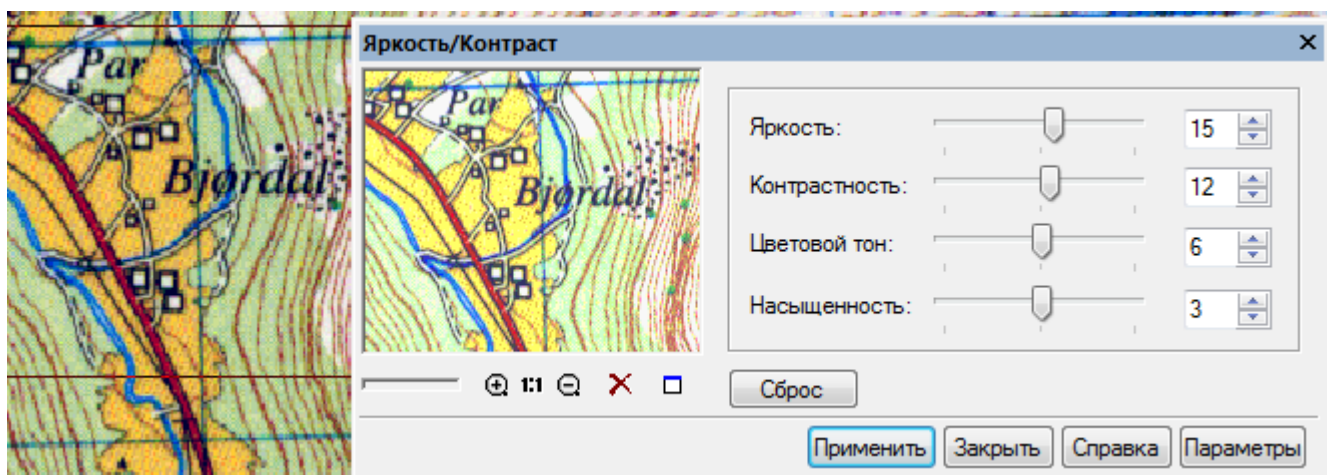 Яркость/Контраст
Par
Bjørdal
Par
Bjørdal
Яркость: 15
Контрастность: 12
Цветовой тон: 6
Насыщенность: 3
1:1
Сброс
Применить Закрыть Справка Параметры